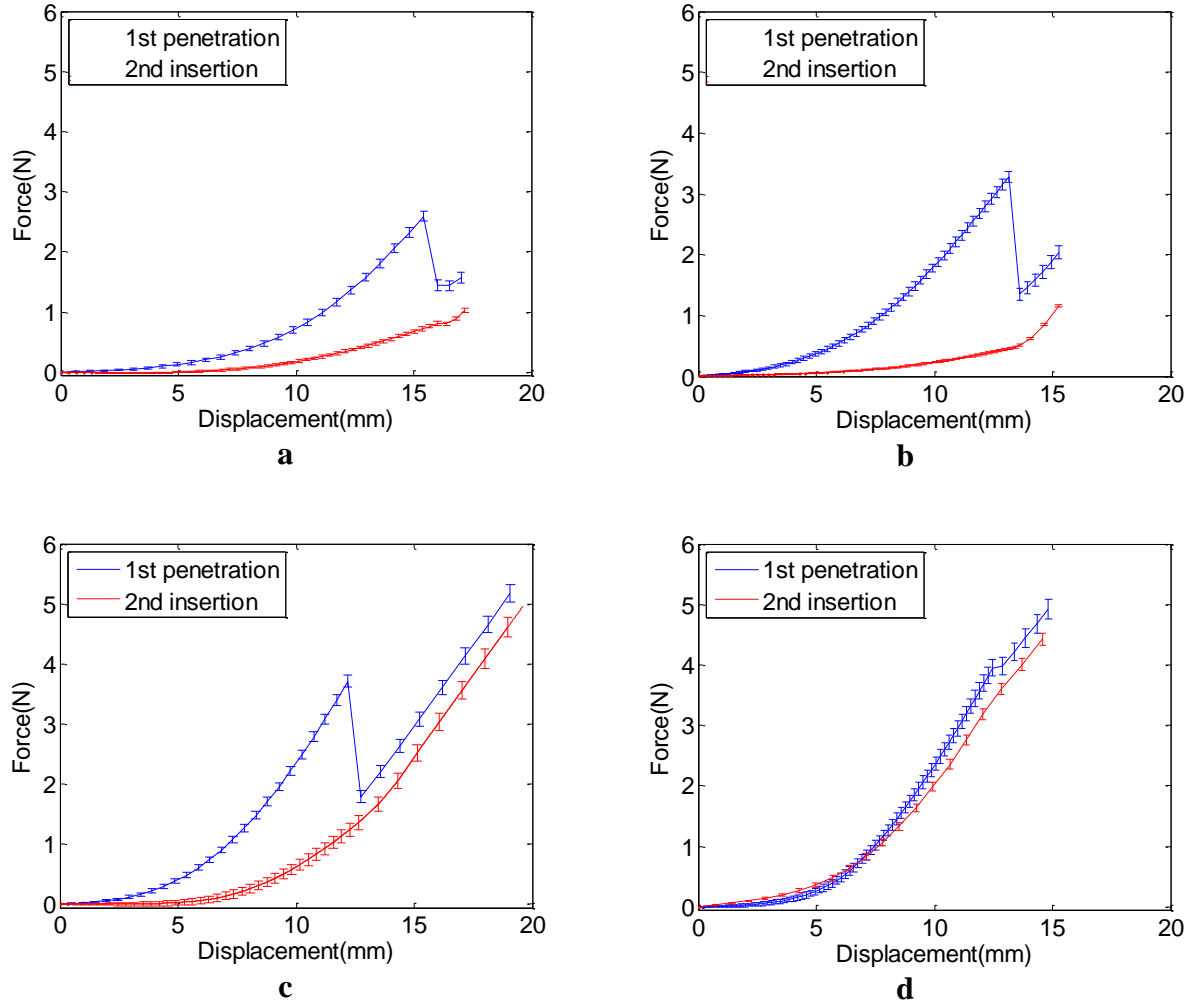 6
5
4
3
2
1
0
Force(N)
1st penetration
2nd insertion
0 5 10 15 20
Displacement(mm)
a
6
5
4
3
2
1
0
Force(N)
1st penetration
2nd insertion
0 5 10 15 20
Displacement(mm)
b
6
5
4
3
2
1
0
Force(N)
1st penetration
2nd insertion
0 5 10 15 20
Displacement(mm)
c
6
5
4
3
2
1
0
Force(N)
1st penetration
2nd insertion
0 5 10 15 20
Displacement(mm)
d